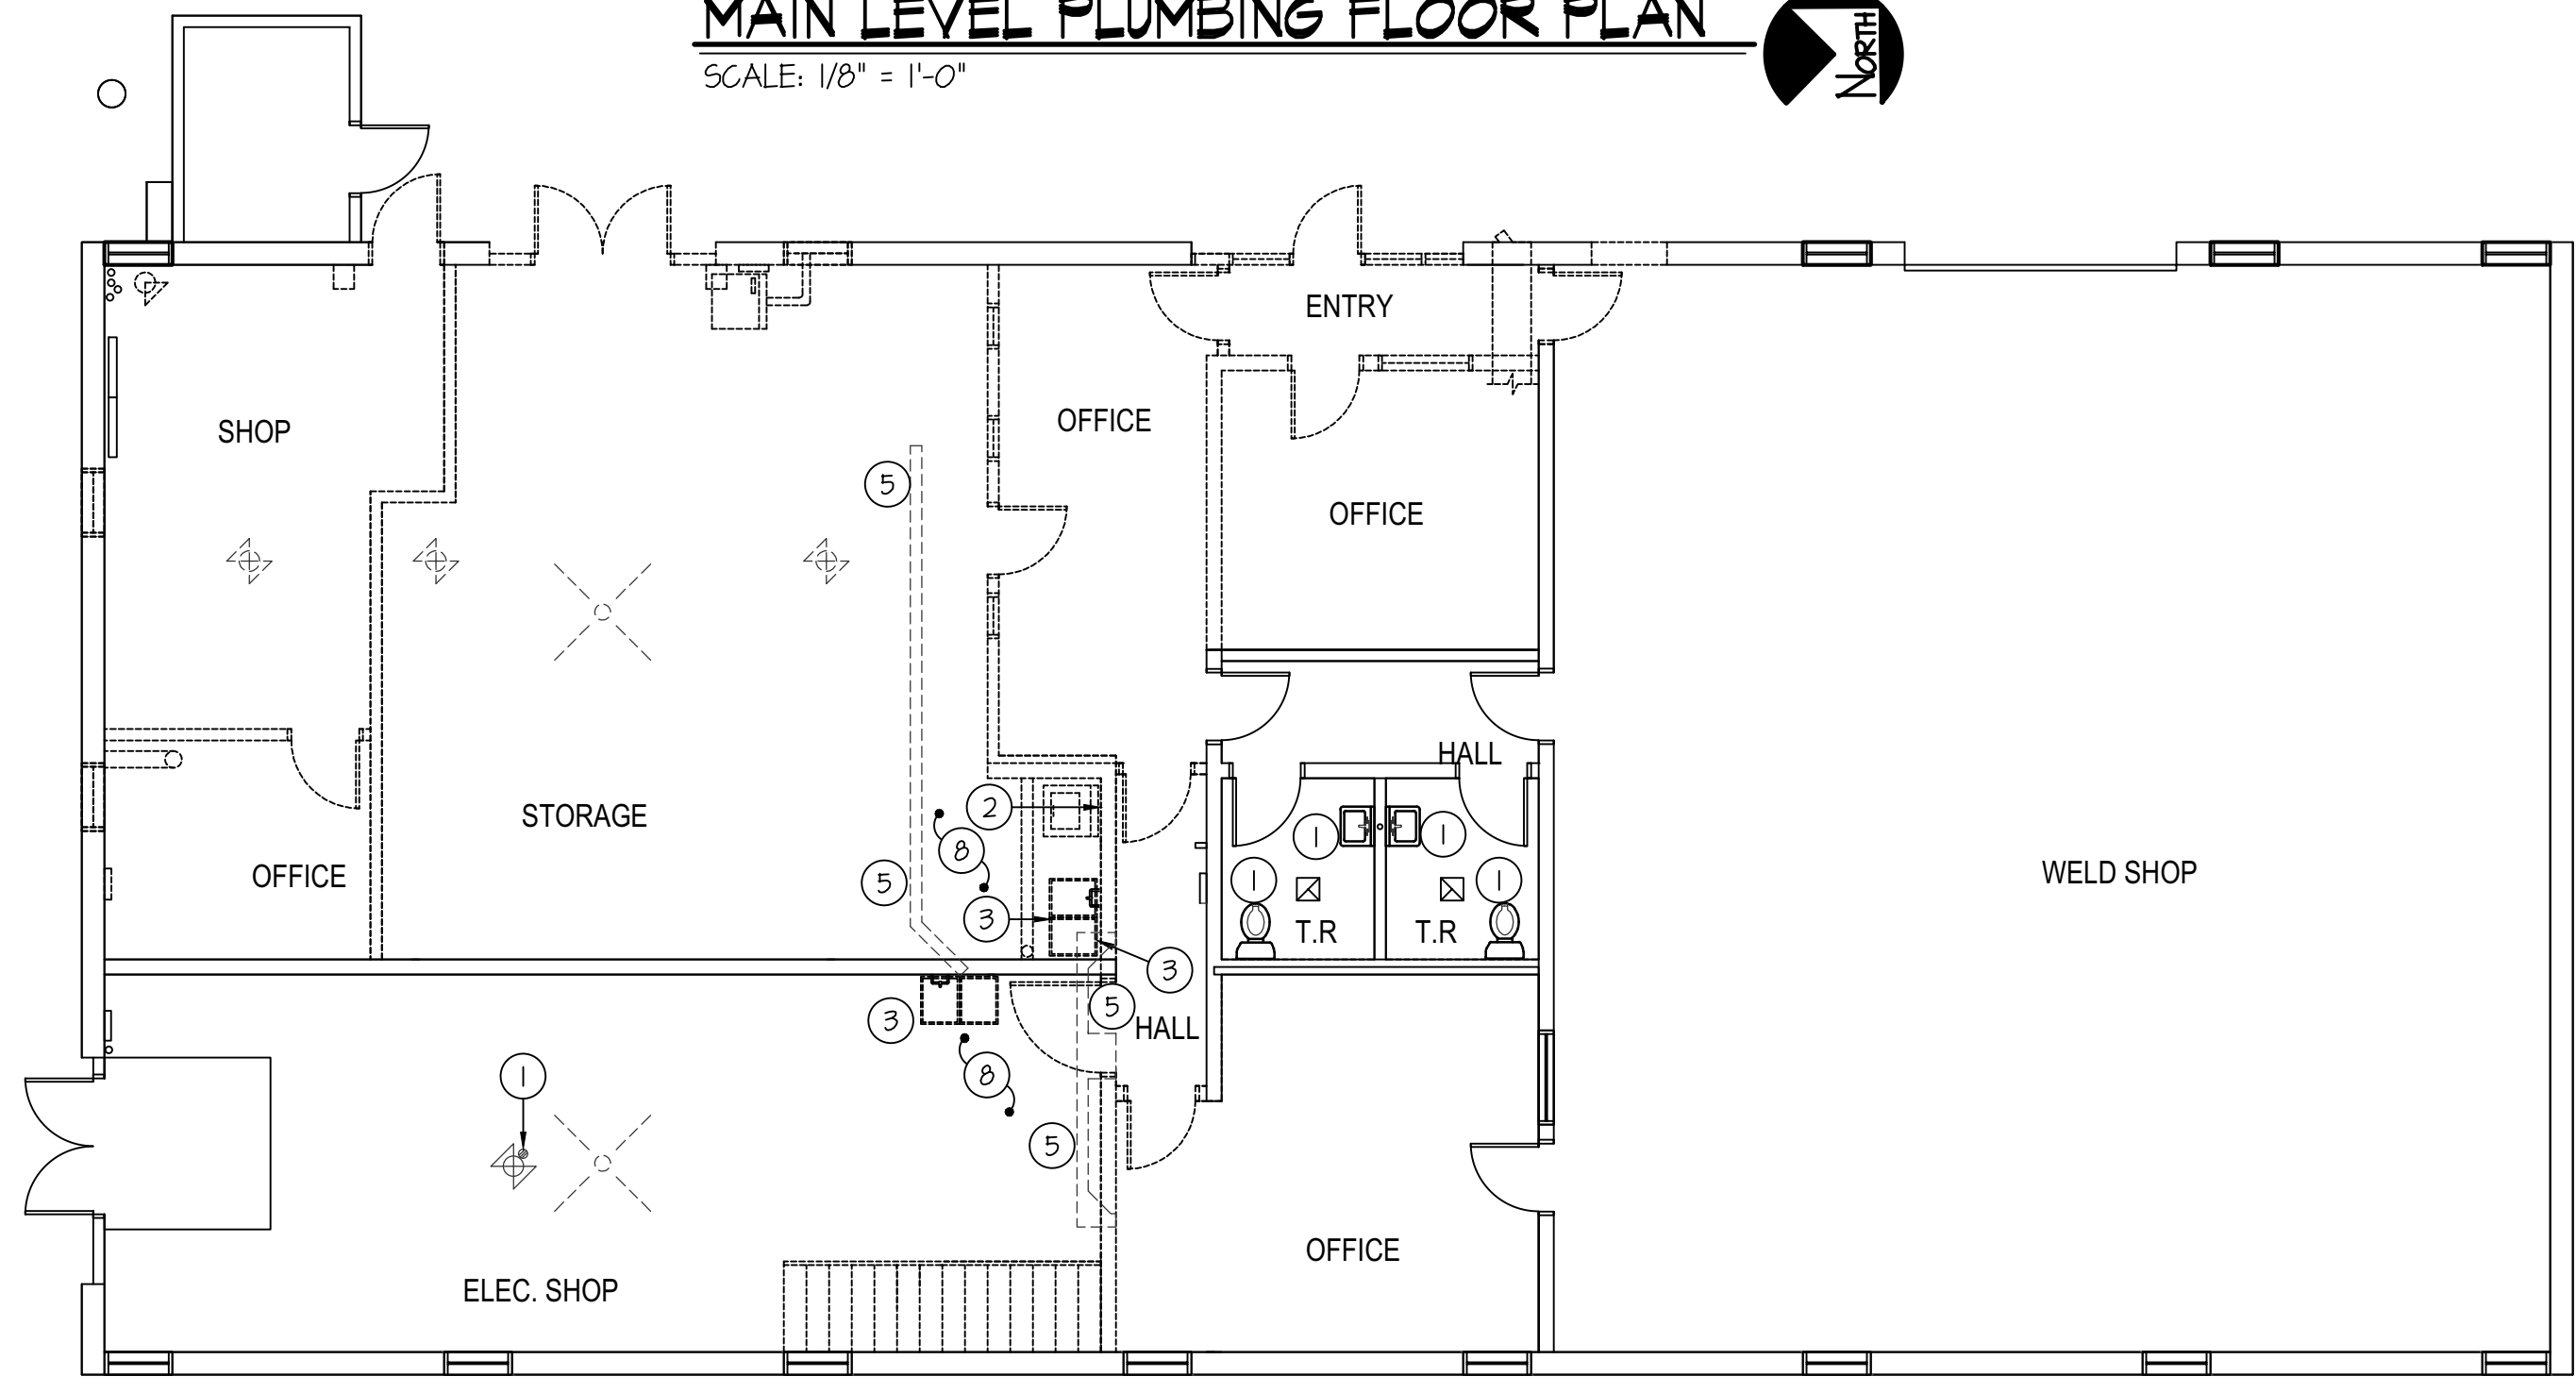 MAIN LEVEL PLUMBING FLOOR PLAN
NORTH
SCALE: 1/8" = 1'-0"
ENTRY
OFFICE
SHOP
5
OFFICE
HALL
2
STORAGE
1
1
8
WELD SHOP
OFFICE
5
1
1
3
T.R
T.R
3
5
3
HALL
1
8
5
OFFICE
ELEC. SHOP